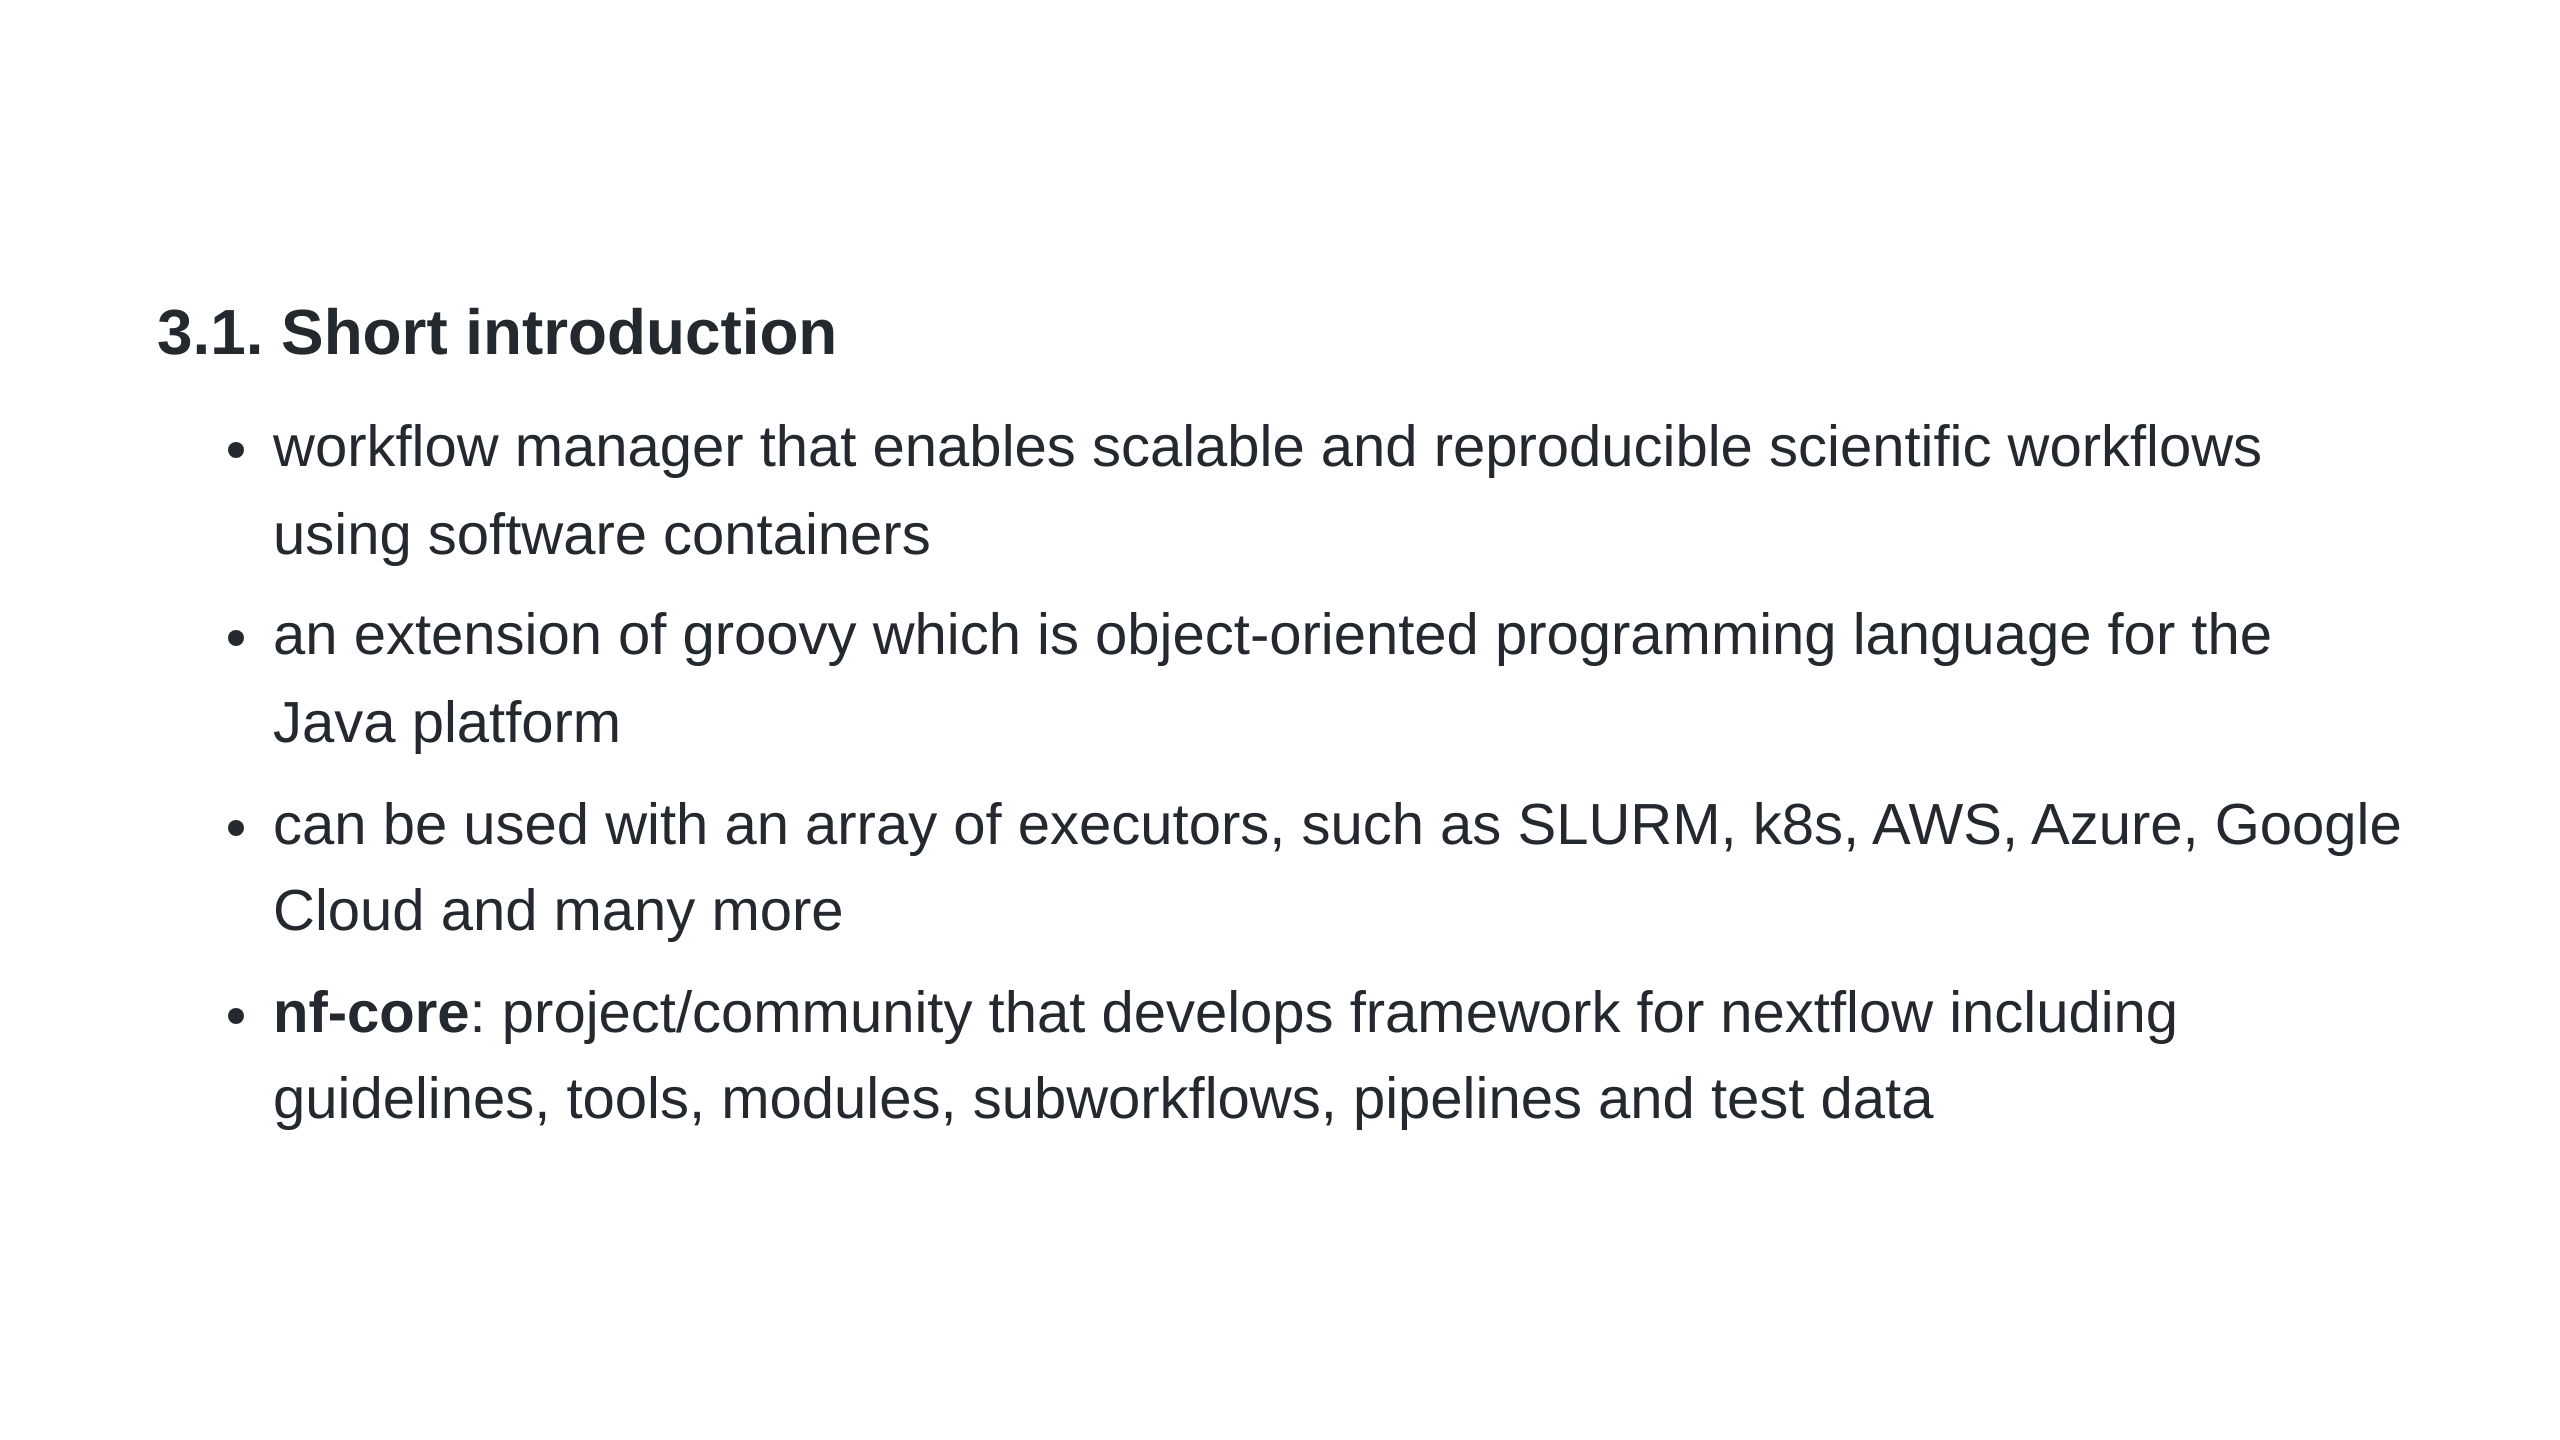 3.1. Short introduction
• workflow manager that enables scalable and reproducible scientific workflows
using software containers
• an extension of groovy which is object-oriented programming language for the
Java platform
• can be used with an array of executors, such as SLURM, k8s, AWS, Azure, Google
Cloud and many more
• nf-core: project/community that develops framework for nextflow including
guidelines, tools, modules, subworkflows, pipelines and test data